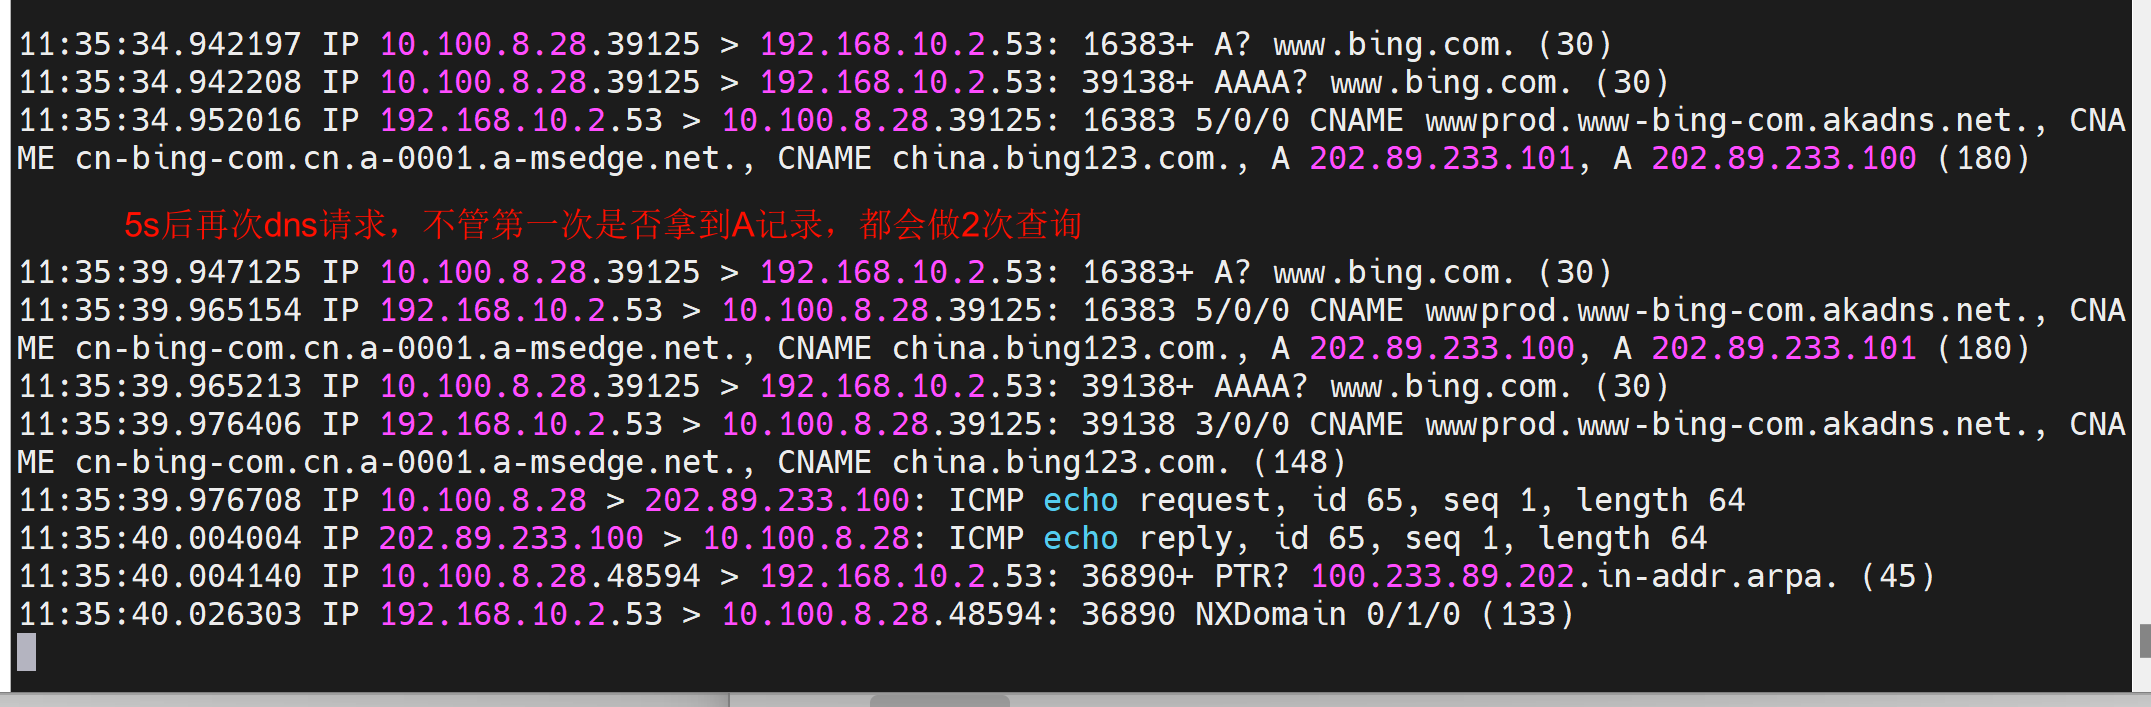 11:35:34.942197 IP 10.100.8.28.39125 > 192.168.10.2.53: 16383+ A? www.bing.com. (30)
11:35:34.942208 IP 10.100.8.28.39125 > 192.168.10.2.53: 39138+ AAAA? www.bing.com. (30)
11:35:34.952016 IP 192.168.10.2.53 > 10.100.8.28.39125: 16383 5/0/0 CNAME wwwprod.www-bing-com.akadns.net., CNA
ME cn-bing-com.cn.a-0001.a-msedge.net., CNAME china.bing123.com., A 202.89.233.101, A 202.89.233.100 (180)
5s后再次dns请求，不管第一次是否拿到A记录，都会做2次查询
11:35:39.947125 IP 10.100.8.28.39125 > 192.168.10.2.53: 16383+ A? www.bing.com. (30)
11:35:39.965154 IP 192.168.10.2.53 > 10.100.8.28.39125: 16383 5/0/0 CNAME wwwprod.www-bing-com.akadns.net., CNA
ME cn-bing-com.cn.a-0001.a-msedge.net., CNAME china.bing123.com., A 202.89.233.100, A 202.89.233.101 (180)
11:35:39.965213 IP 10.100.8.28.39125 > 192.168.10.2.53: 39138+ AAAA? www.bing.com. (30)
11:35:39.976406 IP 192.168.10.2.53 > 10.100.8.28.39125: 39138 3/0/0 CNAME wwwprod.www-bing-com.akadns.net., CNA
ME cn-bing-com.cn.a-0001.a-msedge.net., CNAME china.bing123.com. (148)
11:35:39.976708 IP 10.100.8.28 > 202.89.233.100: ICMP echo request, id 65, seq 1, length 64
11:35:40.004004 IP 202.89.233.100 > 10.100.8.28: ICMP echo reply, id 65, seq 1, length 64
11:35:40.004140 IP 10.100.8.28.48594 > 192.168.10.2.53: 36890+ PTR? 100.233.89.202.in-addr.arpa. (45)
11:35:40.026303 IP 192.168.10.2.53 > 10.100.8.28.48594: 36890 NXDomain 0/1/0 (133)